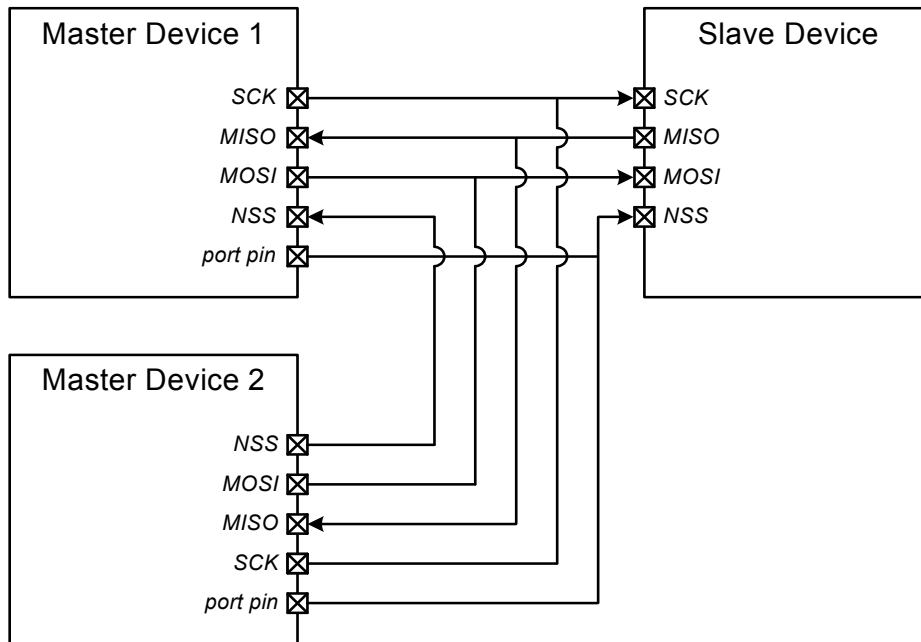 Master Device 1
SCK
MISO
MOSI
NSS
port pin
Slave Device
SCK
MISO
MOSI
NSS
Master Device 2
NSS
MOSI
MISO
SCK
port pin